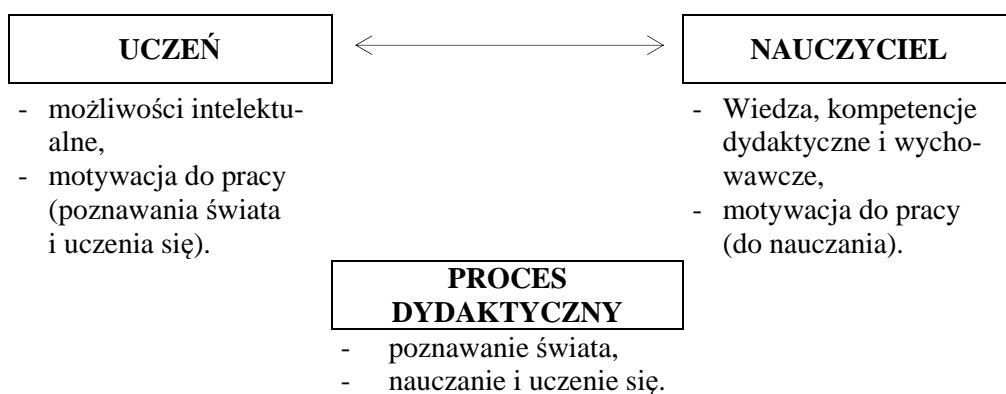 UCZEŃ
- możliwości intelektu-
alne,
- motywacja do pracy
(poznawania świata
i uczenia się).
NAUCZYCIEL
- Wiedza, kompetencje
dydaktyczne i wycho-
wawcze,
- motywacja do pracy
(do nauczania).
PROCES
DYDAKTYCZNY
- poznawanie świata,
- nauczanie i uczenie się.